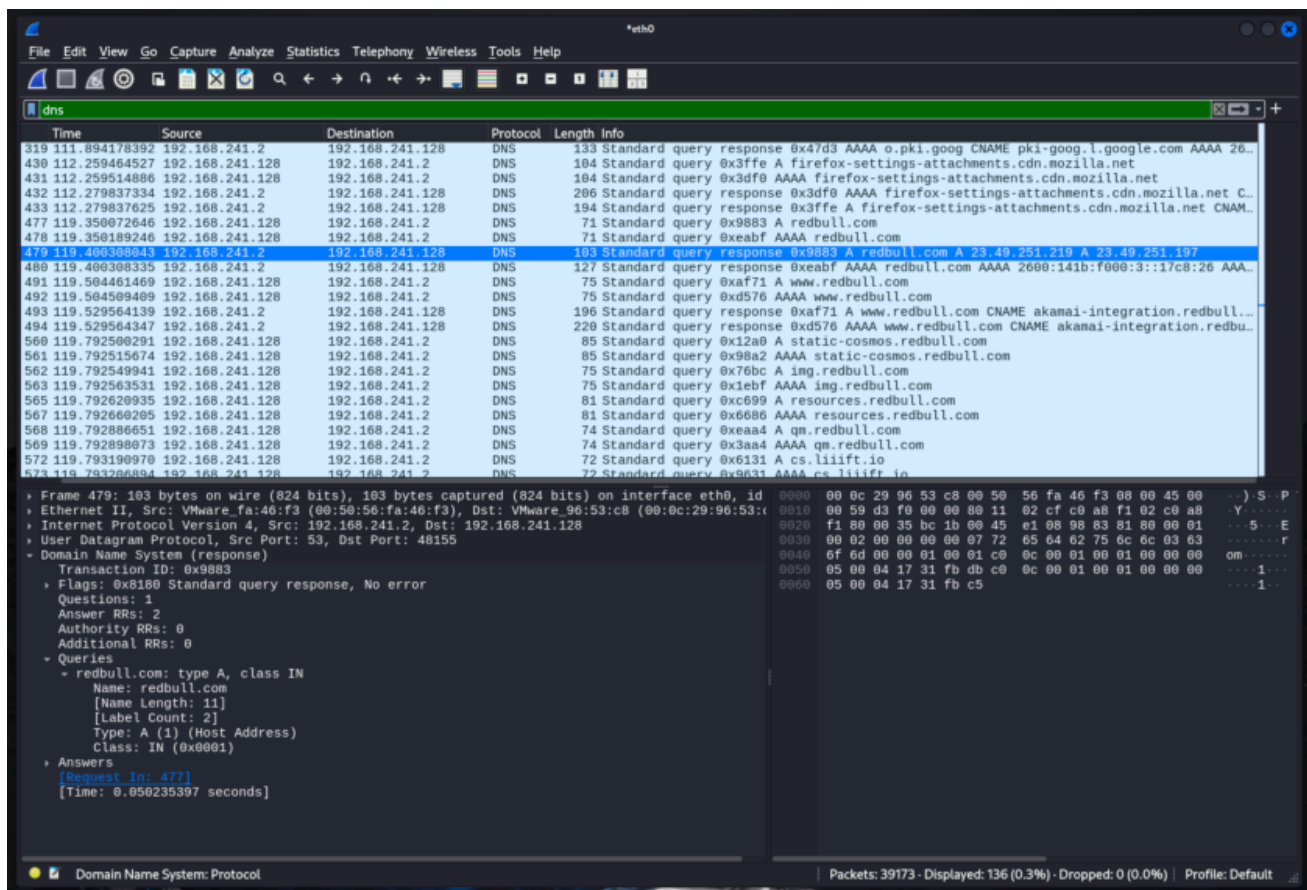 *eth0
File Edit View Go Capture Analyze Statistics Telephony Wireless Tools Help
dns
Time Source Destination Protocol Length Info
319 111.894178392 192.168.241.2 192.168.241.128 DNS 133 Standard query response 0x47d3 AAAA o.pki.goog CNAME pki-goog.l.google.com AAAA 26…
430 112.259464527 192.168.241.128 192.168.241.2 DNS 104 Standard query 0x3ffe A firefox-settings-attachments.cdn.mozilla.net
431 112.259514886 192.168.241.128 192.168.241.2 DNS 104 Standard query 0x3df0 AAAA firefox-settings-attachments.cdn.mozilla.net
432 112.279837334 192.168.241.2 192.168.241.128 DNS 206 Standard query response 0x3df0 AAAA firefox-settings-attachments.cdn.mozilla.net C…
433 112.279837625 192.168.241.2 192.168.241.128 DNS 194 Standard query response 0x3ffe A firefox-settings-attachments.cdn.mozilla.net CNAM…
477 119.350072646 192.168.241.128 192.168.241.2 DNS 71 Standard query 0x9883 A redbull.com
478 119.350189246 192.168.241.128 192.168.241.2 DNS 71 Standard query 0xeabf AAAA redbull.com
479 119.400308043 192.168.241.2 192.168.241.128 DNS 103 Standard query response 0x9883 A redbull.com A 23.49.251.219 A 23.49.251.197
480 119.400308335 192.168.241.2 192.168.241.128 DNS 127 Standard query response 0xeabf AAAA redbull.com AAAA 2600:141b:f000:3::17c8:26 AAA…
491 119.504461469 192.168.241.128 192.168.241.2 DNS 75 Standard query 0xaf71 A www.redbull.com
492 119.504509409 192.168.241.128 192.168.241.2 DNS 75 Standard query 0xd576 AAAA www.redbull.com
493 119.529564139 192.168.241.2 192.168.241.128 DNS 196 Standard query response 0xaf71 A www.redbull.com CNAME akamai-integration.redbull.…
494 119.529564347 192.168.241.2 192.168.241.128 DNS 220 Standard query response 0xd576 AAAA www.redbull.com CNAME akamai-integration.redbu…
560 119.792500291 192.168.241.128 192.168.241.2 DNS 85 Standard query 0x12a0 A static-cosmos.redbull.com
561 119.792515674 192.168.241.128 192.168.241.2 DNS 85 Standard query 0x98a2 AAAA static-cosmos.redbull.com
562 119.792549941 192.168.241.128 192.168.241.2 DNS 75 Standard query 0x76bc A img.redbull.com
563 119.792563531 192.168.241.128 192.168.241.2 DNS 75 Standard query 0x1ebf AAAA img.redbull.com
565 119.792620935 192.168.241.128 192.168.241.2 DNS 81 Standard query 0xc699 A resources.redbull.com
567 119.792660205 192.168.241.128 192.168.241.2 DNS 81 Standard query 0x6686 AAAA resources.redbull.com
568 119.792886651 192.168.241.128 192.168.241.2 DNS 74 Standard query 0xeaa4 A qm.redbull.com
569 119.792898073 192.168.241.128 192.168.241.2 DNS 74 Standard query 0x3aa4 AAAA qm.redbull.com
572 119.793190970 192.168.241.128 192.168.241.2 DNS 72 Standard query 0x6131 A cs.liiift.io
573 119.793206894 192.168.241.128 192.168.241.2 DNS 72 Standard query 0x9631 AAAA cs.liiift.io
Frame 479: 103 bytes on wire (824 bits), 103 bytes captured (824 bits) on interface eth0, id
Ethernet II, Src: VMware_fa:46:f3 (00:50:56:fa:46:f3), Dst: VMware_96:53:c8 (00:0c:29:96:53:c
Internet Protocol Version 4, Src: 192.168.241.2, Dst: 192.168.241.128
User Datagram Protocol, Src Port: 53, Dst Port: 48155
Domain Name System (response)
Transaction ID: 0x9883
Flags: 0x8180 Standard query response, No error
Questions: 1
Answer RRs: 2
Authority RRs: 0
Additional RRs: 0
Queries
redbull.com: type A, class IN
Name: redbull.com
[Name Length: 11]
[Label Count: 2]
Type: A (1) (Host Address)
Class: IN (0x0001)
Answers
[Request In: 477]
[Time: 0.050235397 seconds]
0000 00 0c 29 96 53 c8 00 50 56 fa 46 f3 08 00 45 00 ··)·S··P
0010 00 59 d3 f0 00 00 80 11 02 cf c0 a8 f1 02 c0 a8 ·Y······
0020 f1 80 00 35 bc 1b 00 45 e1 08 98 83 81 80 00 01 ···5···E
0030 00 02 00 00 00 00 07 72 65 64 62 75 6c 6c 03 63 ·······r
0040 6f 6d 00 00 01 00 01 c0 0c 00 01 00 01 00 00 00 om······
0050 05 00 04 17 31 fb db c0 0c 00 01 00 01 00 00 00 ····1···
0060 05 00 04 17 31 fb c5 ····1··
Domain Name System: Protocol
Packets: 39173 · Displayed: 136 (0.3%) · Dropped: 0 (0.0%)
Profile: Default